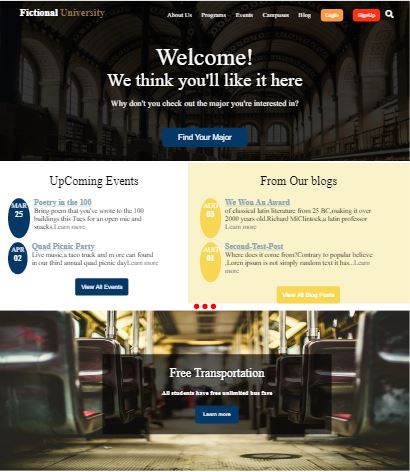 Fictional University
About Us Programs Events Campuses Blog Login SignUp
Welcome!
We think you'll like it here
Why don't you check out the major you're interested in?
Find Your Major
UpComing Events
MAR
25
Poetry in the 100
Bring poem that you've wrote to the 100
buildings this Tues for an open mic and
snacks.Learn more
APR
02
Quad Picnic Party
Live music,a taco truck and m ore can found
in our third annual quad picnic dayLearn more
View All Events
From Our blogs
AUG
03
We Won An Award
of classical latin literature from 25 BC,making it over
2000 years old.Richard MiClintock,a latin professor
Learn more
AUG
01
Second-Test-Post
Where does it come from?Contrary to popular believe
,Lorem ipsum is not simply random text it has...Learn
more
View All Blog Posts
Free Transportation
All students have free unlimited bus fave
Learn more